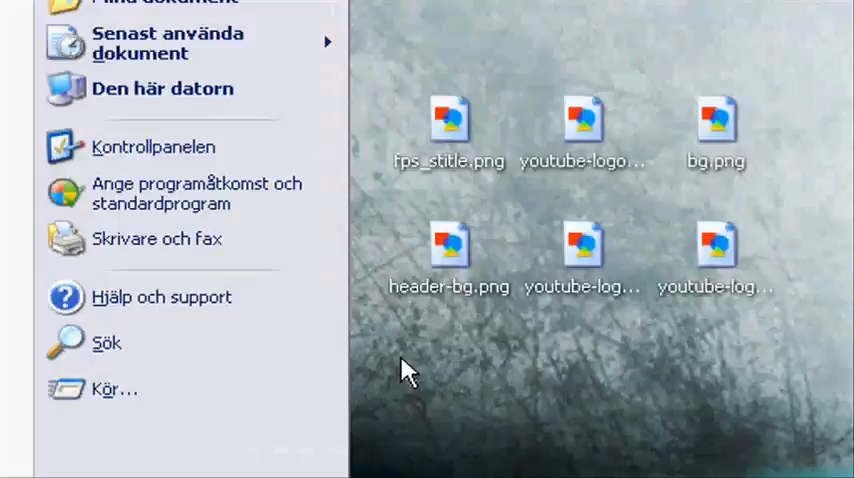 Mina dokument
Senast använda
dokument
Den här datorn
Kontrollpanelen
Ange programåtkomst och
standardprogram
Skrivare och fax
Hjälp och support
Sök
Kör...
fps_stitle.png
youtube-logo...
bg.png
header-bg.png
youtube-log...
youtube-log...